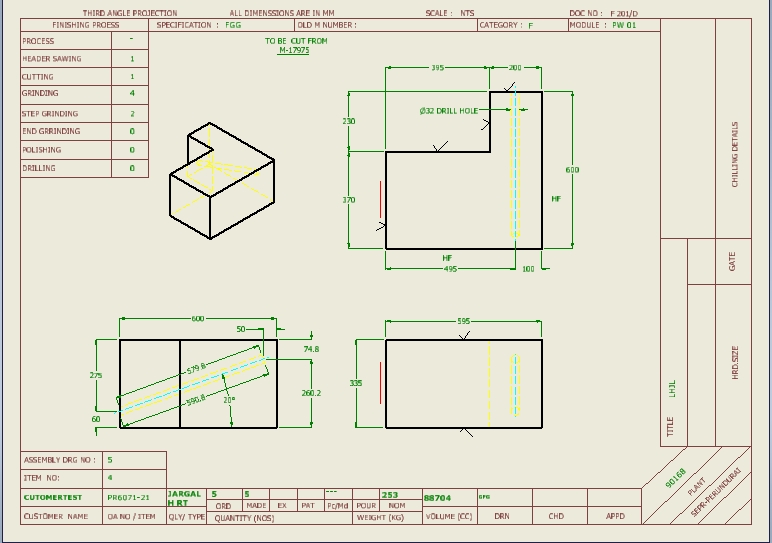 THIRD ANGLE PROJECTION ALL DIMENSSIONS ARE IN MM SCALE : NTS DOC NO : F 201/D
FINISHING PROESS SPECIFICATION : FGG OLD M NUMBER : CATEGORY : F MODULE : PW 01
PROCESS -
HEADER SAWING 1
CUTTING 1
GRINDING 4
STEP GRINDING 2
END GRRINDING 0
POLISHING 0
DRILLING 0
TO BE CUT FROM
M-17975
395 200
Ø32 DRILL HOLE
230
600
370
HF
HF
495 100
600
50
74.8
275
579.8
590.8
20°
260.2
60
595
335
CHILLING DETAILS
GATE
HRD.SIZE
TITLE LHJL
90168
PLANT
SEPR-PERUNDURAI
ASSEMBLY DRG NO : 5
ITEM NO: 4
CUTOMERTEST PR6071-21 JARGAL H RT 5 5 --- 253 88704
ORD MADE EX PAT Pc/Md POUR NOM
CUSTOMER NAME OA NO / ITEM QLY/ TYPE QUANTITY (NOS) WEIGHT (KG) VOLUME (CC) DRN CHD APPD